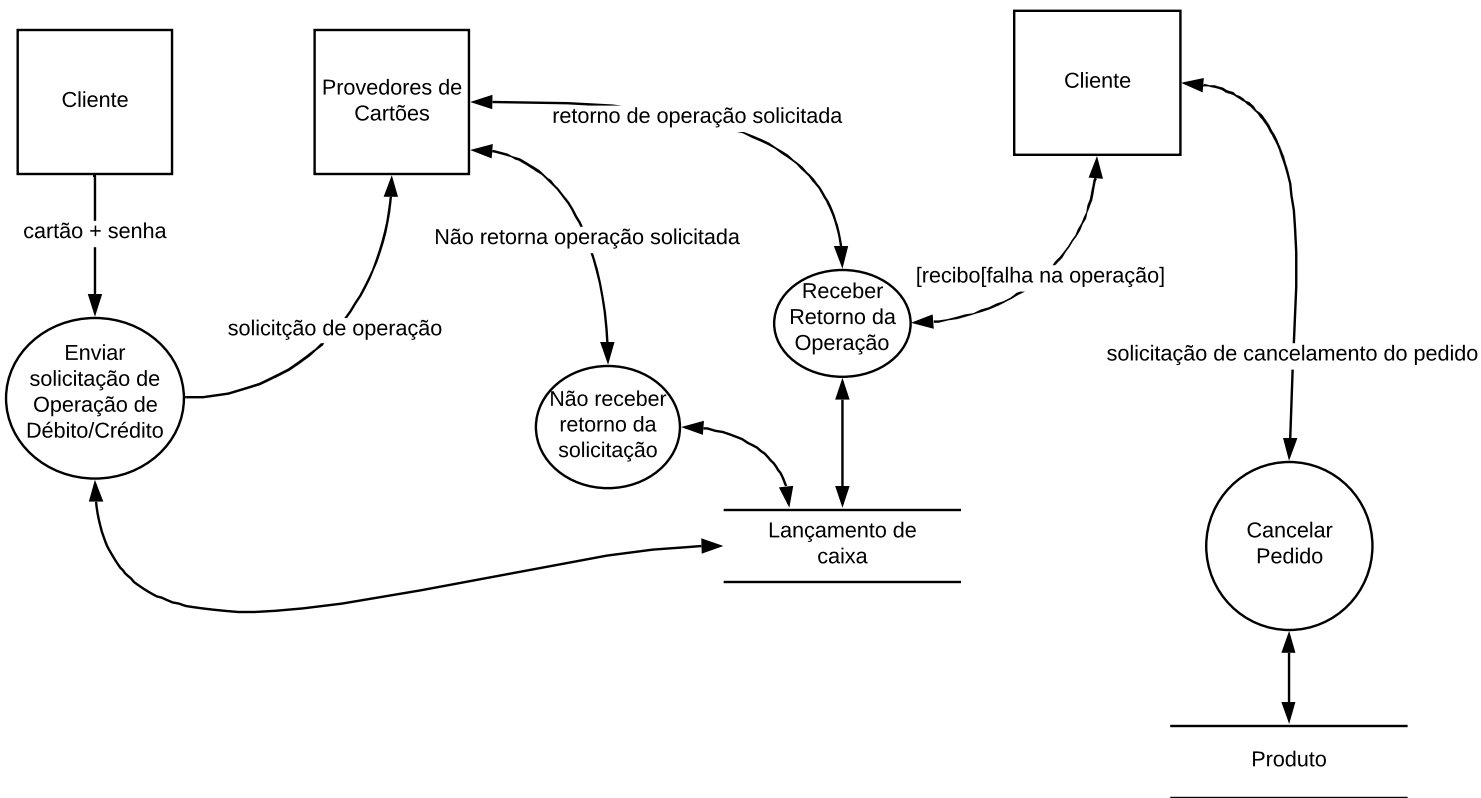 Cliente
Provedores de
Cartões
Cliente
retorno de operação solicitada
cartão + senha
Não retorna operação solicitada
[recibo[falha na operação]
Receber
Retorno da
Operação
solicitção de operação
solicitação de cancelamento do pedido
Enviar
solicitação de
Operação de
Débito/Crédito
Não receber
retorno da
solicitação
Lançamento de
caixa
Cancelar
Pedido
Produto